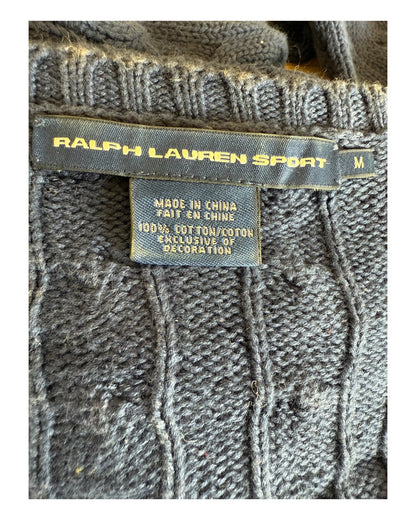 RALPH LAUREN SPORT
M
MADE IN CHINA
FAIT EN CHINE
100% COTTON/COTON
EXCLUSIVE OF
DECORATION